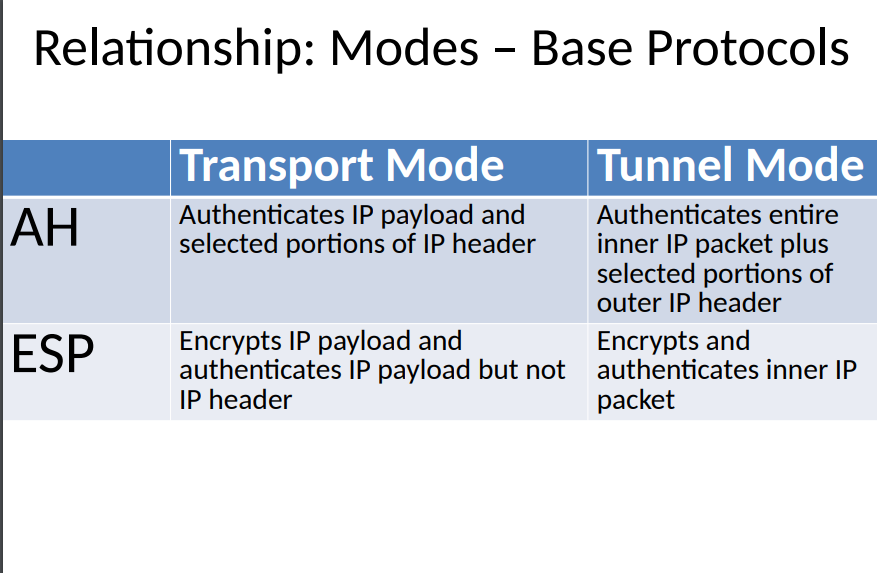 Relationship: Modes – Base Protocols
Transport Mode
Tunnel Mode
AH
Authenticates IP payload and
selected portions of IP header
Authenticates entire
inner IP packet plus
selected portions of
outer IP header
ESP
Encrypts IP payload and
authenticates IP payload but not
IP header
Encrypts and
authenticates inner IP
packet